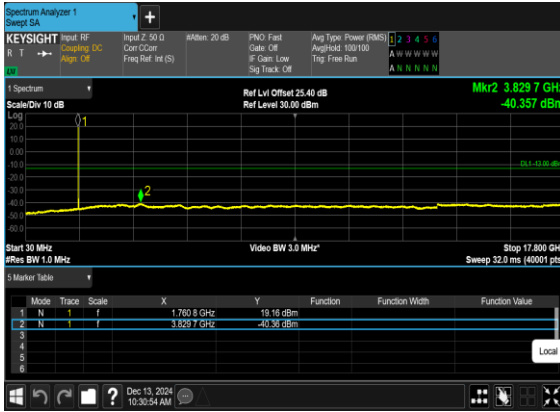 Spectrum Analyzer 1
Swept SA
+
KEYSIGHT Input: RF Input Z: 50 Ω #Atten: 20 dB PNO: Fast Avg Type: Power (RMS) 1 2 3 4 5 6
R T Coupling: DC Corr CCorr Gate: Off Avg|Hold: 100/100 A W W W W W
Align: Off Freq Ref: Int (S) IF Gain: Low Trig: Free Run
Sig Track: Off A N N N N N
1 Spectrum Ref Lvl Offset 25.40 dB Mkr2 3.829 7 GHz
Scale/Div 10 dB Ref Level 30.00 dBm -40.357 dBm
Log
20.0
10.0
0.00
-10.0
-20.0
-30.0
-40.0
-50.0
-60.0
1
DL1 -13.00 dBm
2
Start 30 MHz Video BW 3.0 MHz* Stop 17.800 GHz
#Res BW 1.0 MHz Sweep 32.0 ms (40001 pts)
5 Marker Table
Mode Trace Scale X Y Function Function Width Function Value
1 N 1 f 1.760 8 GHz 19.16 dBm
2 N 1 f 3.829 7 GHz -40.36 dBm
3
4
5
6
Local
? Dec 13, 2024
10:30:54 AM